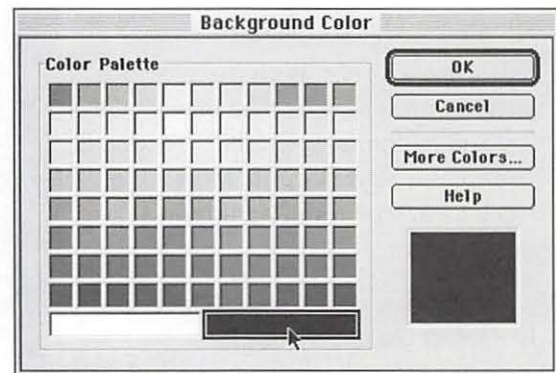 Background Color
Color Palette
OK
Cancel
More Colors...
Help